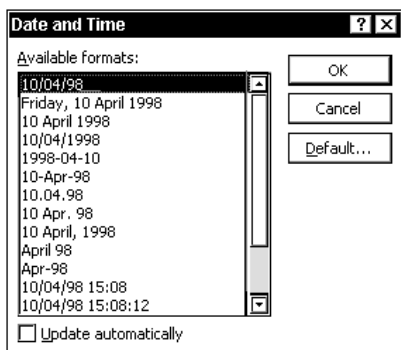 Date and Time
Available formats:
10/04/98
Friday, 10 April 1998
10 April 1998
10/04/1998
1998-04-10
10-Apr-98
10.04.98
10 Apr. 98
10 April, 1998
April 98
Apr-98
10/04/98 15:08
10/04/98 15:08:12
Update automatically
OK
Cancel
Default...